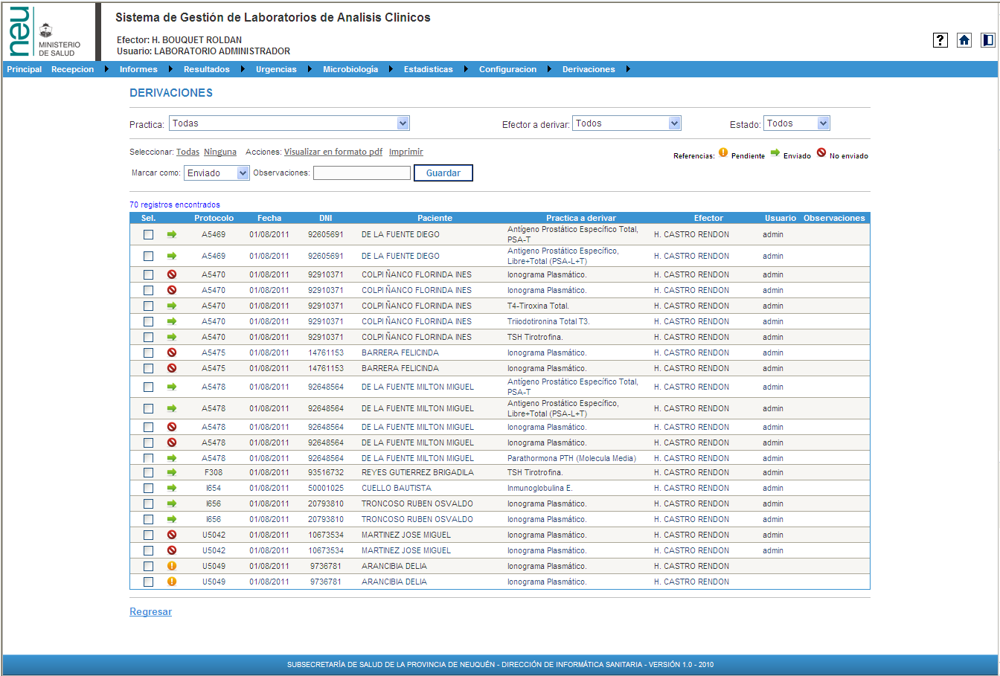 neu
MINISTERIO
DE SALUD
Sistema de Gestión de Laboratorios de Analisis Clinicos
Efector: H. BOUQUET ROLDAN
Usuario: LABORATORIO ADMINISTRADOR
?
Principal Recepcion Informes Resultados Urgencias Microbiología Estadisticas Configuracion Derivaciones
DERIVACIONES
Practica: Todas Efector a derivar: Todos Estado: Todos
Seleccionar: Todas Ninguna Acciones: Visualizar en formato pdf Imprimir
Referencias: Pendiente Enviado No enviado
Marcar como: Enviado Observaciones: Guardar
70 registros encontrados
Sel. Protocolo Fecha DNI Paciente Practica a derivar Efector Usuario Observaciones
A5469 01/08/2011 92605691 DE LA FUENTE DIEGO Antígeno Prostático Específico Total, PSA-T H. CASTRO RENDON admin
A5469 01/08/2011 92605691 DE LA FUENTE DIEGO Antigeno Prostático Específico, Libre+Total (PSA-L+T) H. CASTRO RENDON admin
A5470 01/08/2011 92910371 COLPI ÑANCO FLORINDA INES Ionograma Plasmático. H. CASTRO RENDON admin
A5470 01/08/2011 92910371 COLPI ÑANCO FLORINDA INES Ionograma Plasmático. H. CASTRO RENDON admin
A5470 01/08/2011 92910371 COLPI ÑANCO FLORINDA INES T4-Tiroxina Total. H. CASTRO RENDON admin
A5470 01/08/2011 92910371 COLPI ÑANCO FLORINDA INES Triiodotironina Total T3. H. CASTRO RENDON admin
A5470 01/08/2011 92910371 COLPI ÑANCO FLORINDA INES TSH Tirotrofina. H. CASTRO RENDON admin
A5475 01/08/2011 14761153 BARRERA FELICINDA Ionograma Plasmático. H. CASTRO RENDON admin
A5475 01/08/2011 14761153 BARRERA FELICINDA Ionograma Plasmático. H. CASTRO RENDON admin
A5478 01/08/2011 92648564 DE LA FUENTE MILTON MIGUEL Antígeno Prostático Específico Total, PSA-T H. CASTRO RENDON admin
A5478 01/08/2011 92648564 DE LA FUENTE MILTON MIGUEL Antigeno Prostático Específico, Libre+Total (PSA-L+T) H. CASTRO RENDON admin
A5478 01/08/2011 92648564 DE LA FUENTE MILTON MIGUEL Ionograma Plasmático. H. CASTRO RENDON admin
A5478 01/08/2011 92648564 DE LA FUENTE MILTON MIGUEL Ionograma Plasmático. H. CASTRO RENDON admin
A5478 01/08/2011 92648564 DE LA FUENTE MILTON MIGUEL Parathormona PTH (Molecula Media) H. CASTRO RENDON admin
F308 01/08/2011 93516732 REYES GUTIERREZ BRIGADILA TSH Tirotrofina. H. CASTRO RENDON admin
I654 01/08/2011 50001025 CUELLO BAUTISTA Inmunoglobulina E. H. CASTRO RENDON admin
I656 01/08/2011 20793810 TRONCOSO RUBEN OSVALDO Ionograma Plasmático. H. CASTRO RENDON admin
I656 01/08/2011 20793810 TRONCOSO RUBEN OSVALDO Ionograma Plasmático. H. CASTRO RENDON admin
U5042 01/08/2011 10673534 MARTINEZ JOSE MIGUEL Ionograma Plasmático. H. CASTRO RENDON admin
U5042 01/08/2011 10673534 MARTINEZ JOSE MIGUEL Ionograma Plasmático. H. CASTRO RENDON admin
U5049 01/08/2011 9736781 ARANCIBIA DELIA Ionograma Plasmático. H. CASTRO RENDON
U5049 01/08/2011 9736781 ARANCIBIA DELIA Ionograma Plasmático. H. CASTRO RENDON
Regresar
SUBSECRETARÍA DE SALUD DE LA PROVINCIA DE NEUQUÉN - DIRECCIÓN DE INFORMÁTICA SANITARIA - VERSIÓN 1.0 - 2010